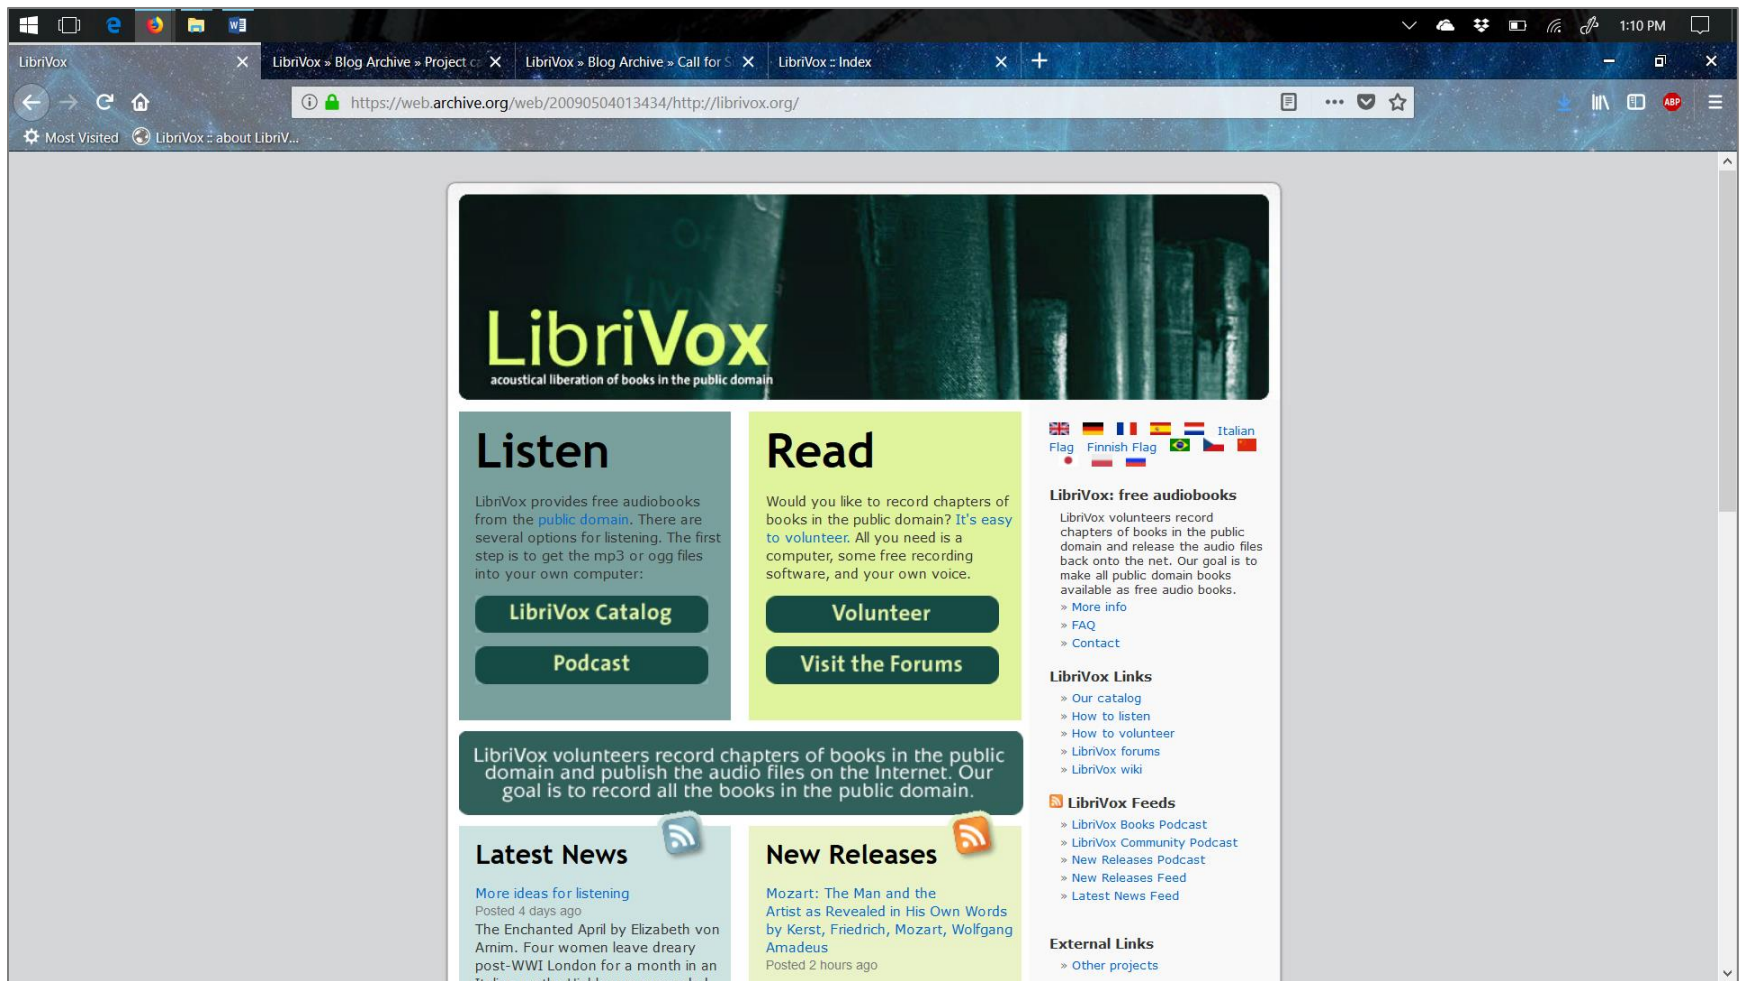 1:10 PM
LibriVox
LibriVox » Blog Archive » Project c
LibriVox » Blog Archive » Call for S
LibriVox :: Index
https://web.archive.org/web/20090504013434/http://librivox.org/
ABP
Most Visited
LibriVox :: about LibriV...
LibriVox
acoustical liberation of books in the public domain
Listen
LibriVox provides free audiobooks
from the public domain. There are
several options for listening. The first
step is to get the mp3 or ogg files
into your own computer:
LibriVox Catalog
Podcast
Read
Would you like to record chapters of
books in the public domain? It's easy
to volunteer. All you need is a
computer, some free recording
software, and your own voice.
Volunteer
Visit the Forums
LibriVox volunteers record chapters of books in the public
domain and publish the audio files on the Internet. Our
goal is to record all the books in the public domain.
Latest News
More ideas for listening
Posted 4 days ago
The Enchanted April by Elizabeth von
Arnim. Four women leave dreary
post-WWI London for a month in an
New Releases
Mozart: The Man and the
Artist as Revealed in His Own Words
by Kerst, Friedrich, Mozart, Wolfgang
Amadeus
Posted 2 hours ago
Italian
Flag Finnish Flag
LibriVox: free audiobooks
LibriVox volunteers record
chapters of books in the public
domain and release the audio files
back onto the net. Our goal is to
make all public domain books
available as free audio books.
» More info
» FAQ
» Contact
LibriVox Links
» Our catalog
» How to listen
» How to volunteer
» LibriVox forums
» LibriVox wiki
LibriVox Feeds
» LibriVox Books Podcast
» LibriVox Community Podcast
» New Releases Podcast
» New Releases Feed
» Latest News Feed
External Links
» Other projects